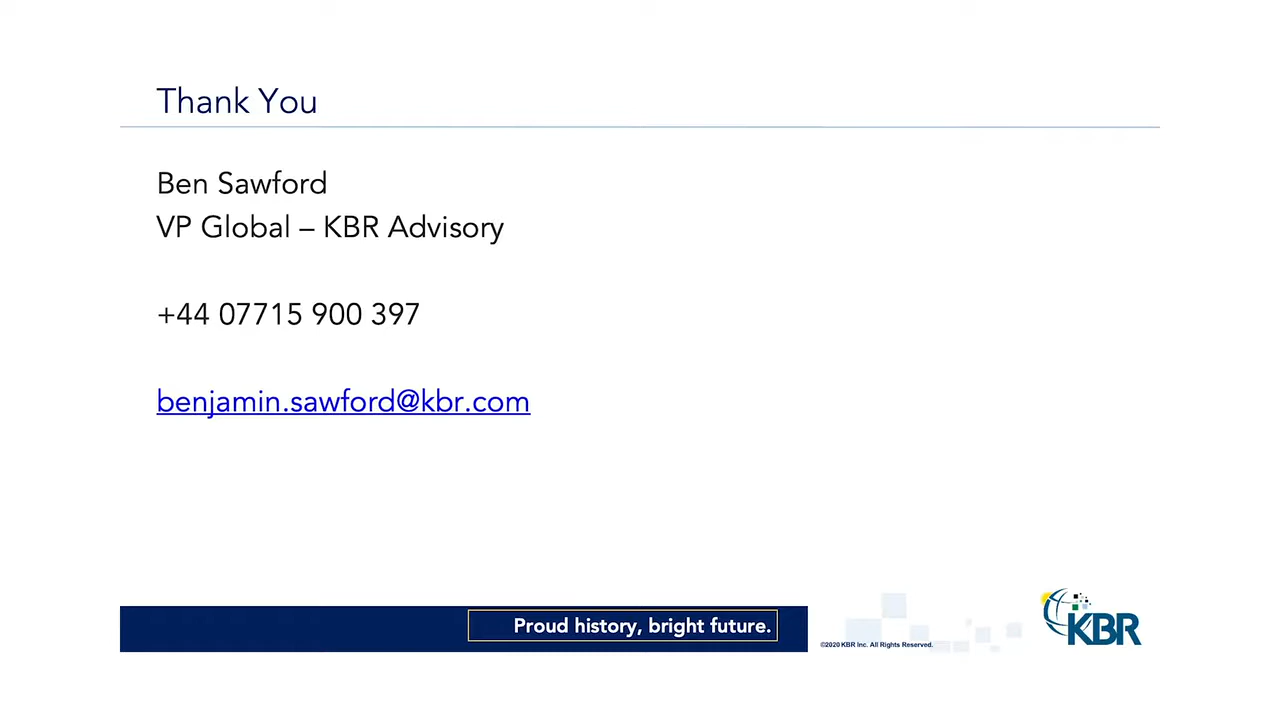 Thank You
Ben Sawford
VP Global – KBR Advisory
+44 07715 900 397
benjamin.sawford@kbr.com
Proud history, bright future.
©2020 KBR Inc. All Rights Reserved.
KBR